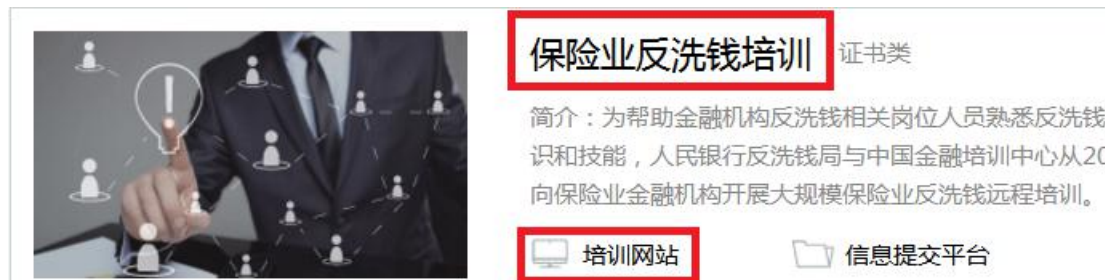 保险业反洗钱培训 证书类
简介：为帮助金融机构反洗钱相关岗位人员熟悉反洗钱
识和技能，人民银行反洗钱局与中国金融培训中心从20
向保险业金融机构开展大规模保险业反洗钱远程培训。
培训网站 信息提交平台